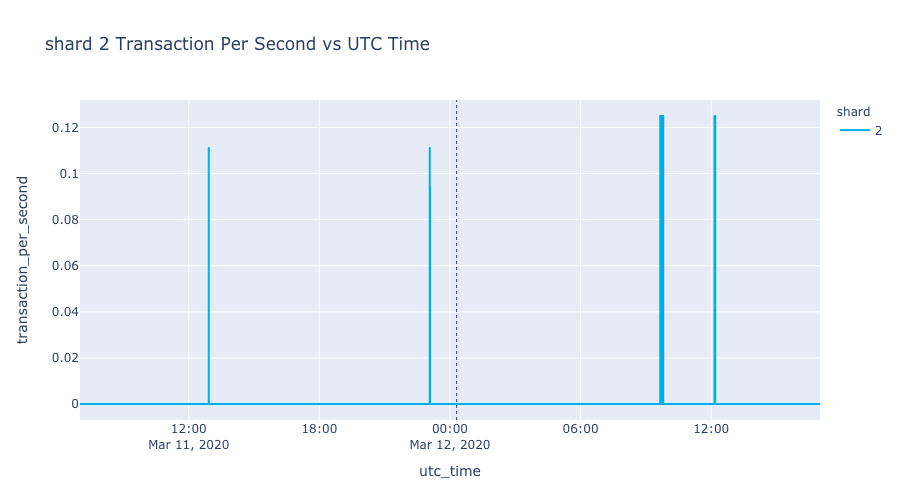 shard 2 Transaction Per Second vs UTC Time
shard
2
transaction_per_second
0.12
0.1
0.08
0.06
0.04
0.02
0
12:00
Mar 11, 2020
18:00
00:00
Mar 12, 2020
06:00
12:00
utc_time